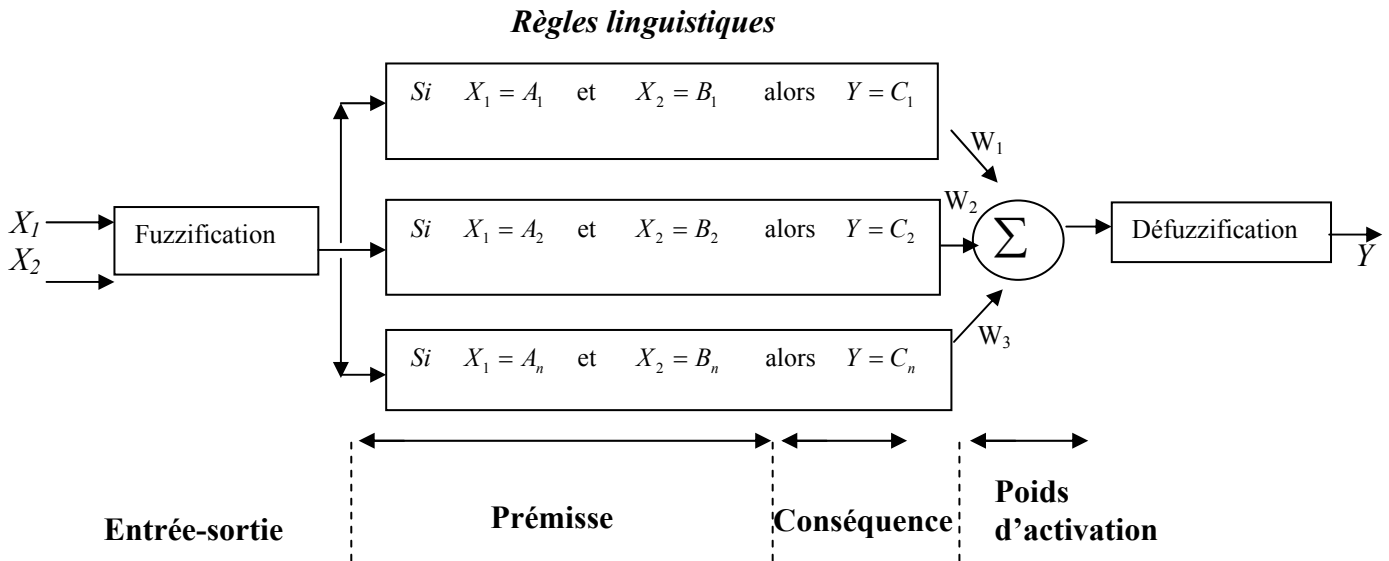 Règles linguistiques
Si X₁ = A₁ et X₂ = B₁ alors Y = C₁
W₁
X₁
X₂
Fuzzification
Si X₁ = A₂ et X₂ = B₂ alors Y = C₂
W₂
Σ
Défuzzification
Y
Si X₁ = Aₙ et X₂ = Bₙ alors Y = Cₙ
W₃
Entrée-sortie
Prémisse
Conséquence
Poids
d’activation